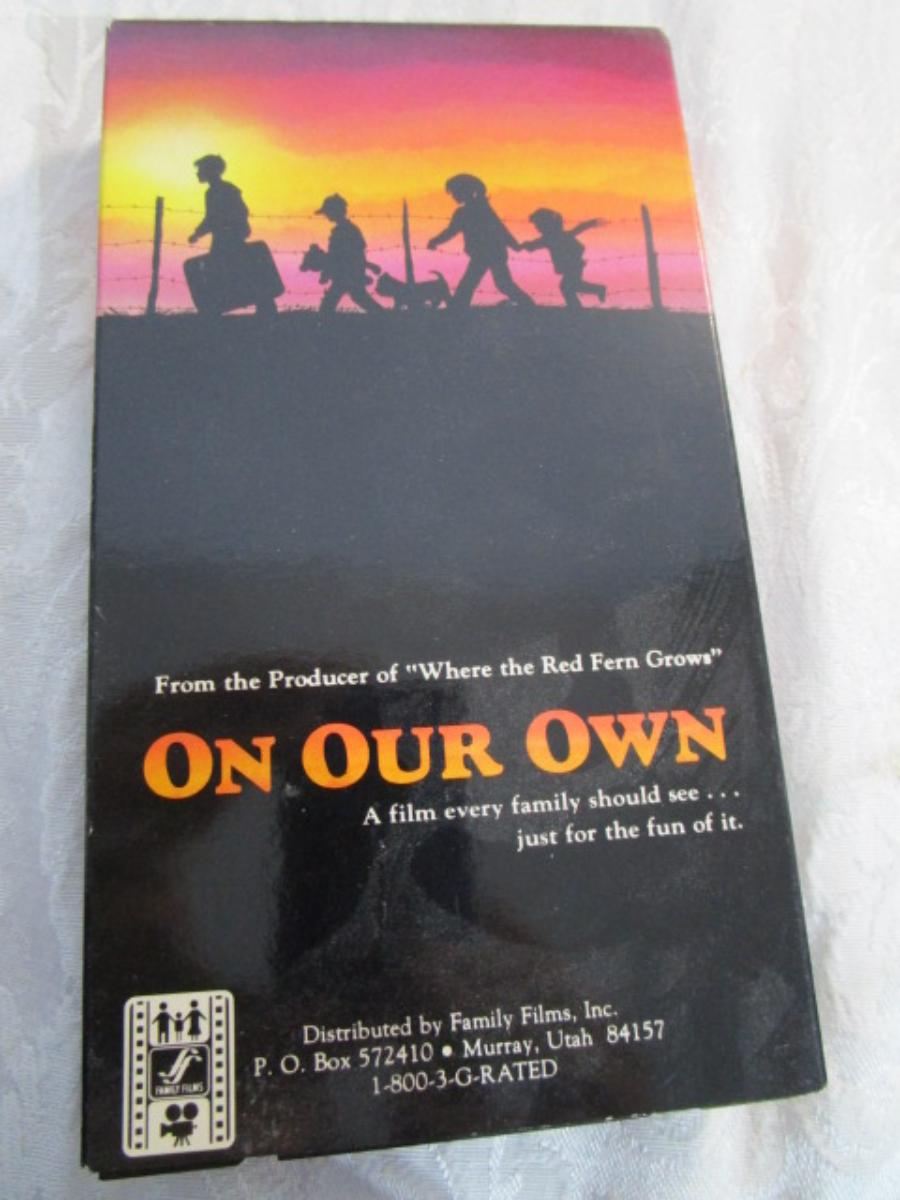 From the Producer of "Where the Red Fern Grows"
ON OUR OWN
A film every family should see . . .
just for the fun of it.
Distributed by Family Films, Inc.
P. O. Box 572410 • Murray, Utah 84157
1-800-3-G-RATED
FAMILY FILMS